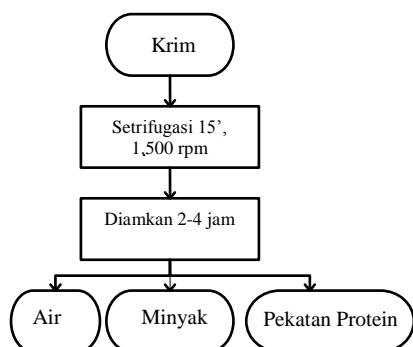 Krim
Setrifugasi 15’,
1,500 rpm
Diamkan 2-4 jam
Air
Minyak
Pekatan Protein